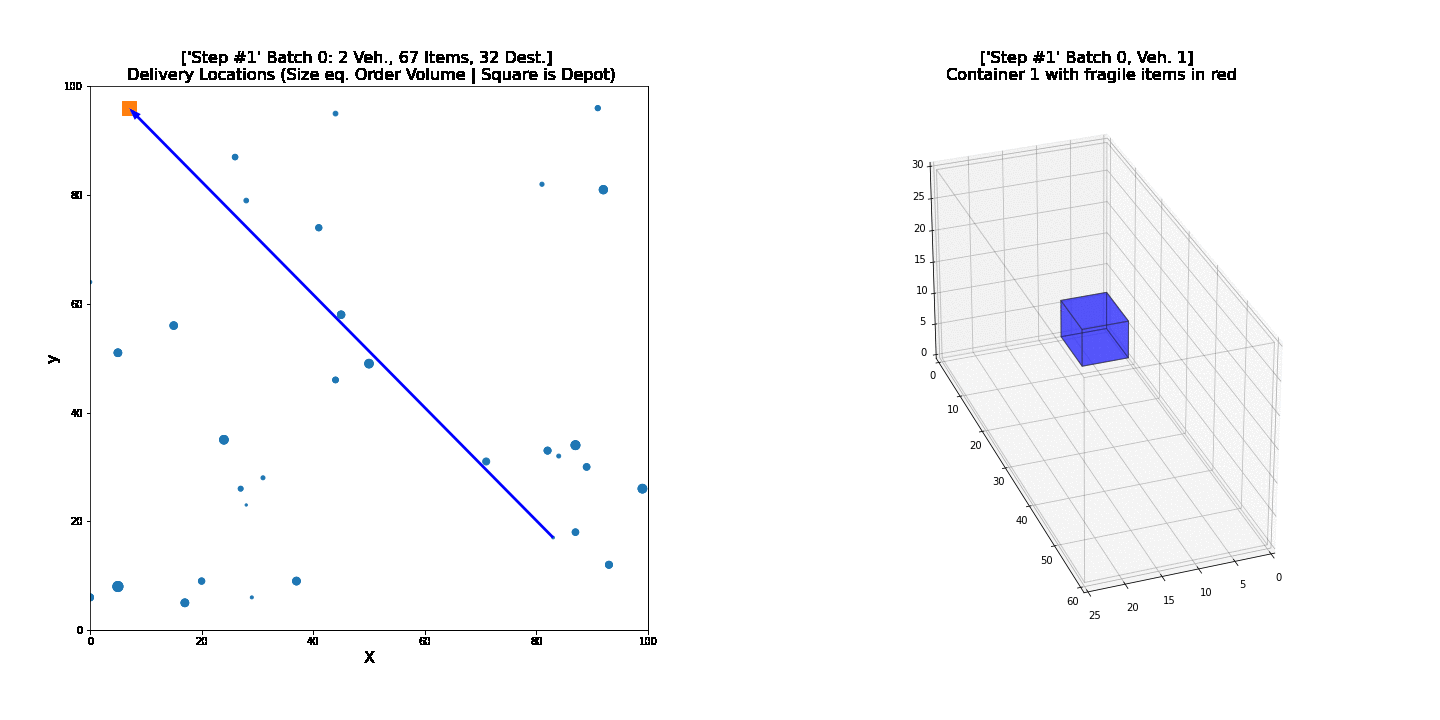 ['Step #1' Batch 0: 2 Veh., 67 Items, 32 Dest.]
Delivery Locations (Size eq. Order Volume | Square is Depot)
100
80
60
40
20
0
y
0 20 40 60 80 100
X
['Step #1' Batch 0, Veh. 1]
Container 1 with fragile items in red
30
25
20
15
10
5
0
0
10
20
30
40
50
60
25 20 15 10 5 0